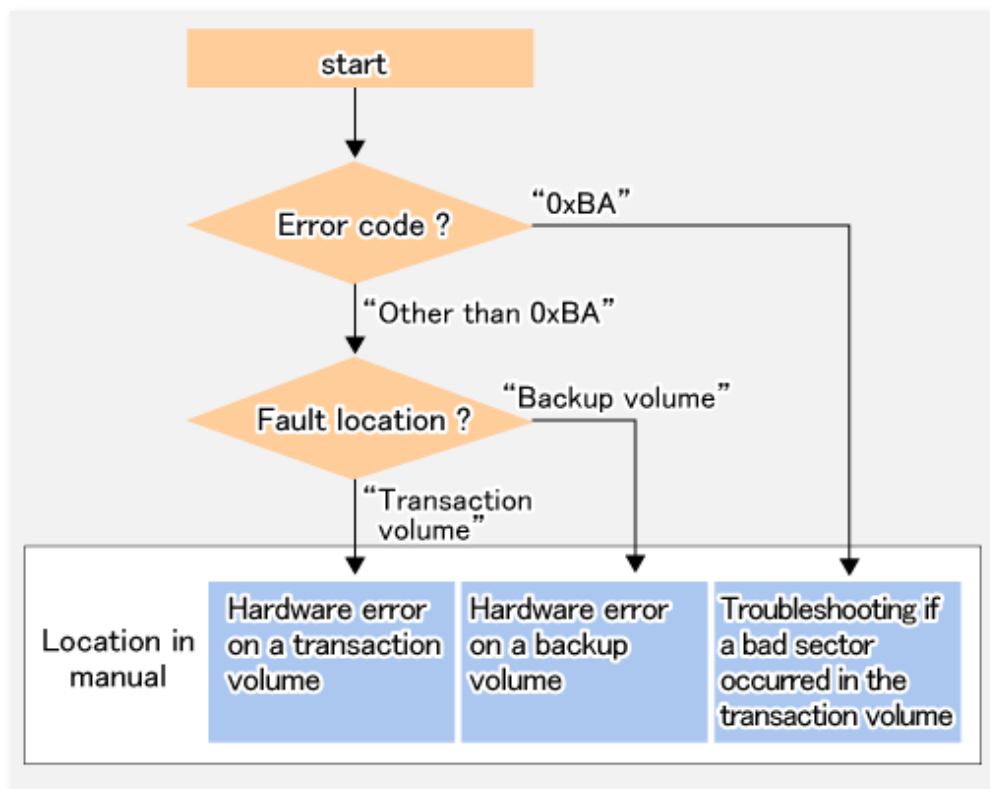 start
Error code ?
“0xBA”
“Other than 0xBA”
Fault location ?
“Backup volume”
“Transaction
volume”
Location in
manual
Hardware error
on a transaction
volume
Hardware error
on a backup
volume
Troubleshooting if
a bad sector
occurred in the
transaction volume